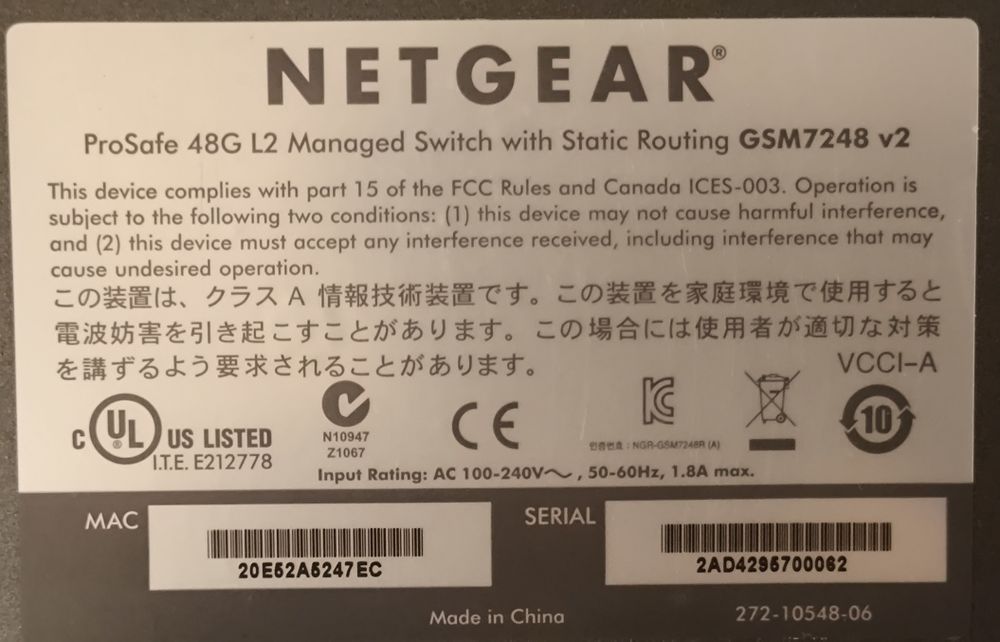 NETGEAR®
ProSafe 48G L2 Managed Switch with Static Routing GSM7248 v2
This device complies with part 15 of the FCC Rules and Canada ICES-003. Operation is
subject to the following two conditions: (1) this device may not cause harmful interference,
and (2) this device must accept any interference received, including interference that may
cause undesired operation.
この装置は、クラス A 情報技術装置です。この装置を家庭環境で使用すると
電波妨害を引き起こすことがあります。この場合には使用者が適切な対策
を講ずるよう要求されることがあります。
VCCI-A
C UL® US LISTED
I.T.E. E212778
N10947
Z1067
CE
KC
인증번호 : NGR-GSM7248R (A)
10
Input Rating: AC 100-240V～, 50-60Hz, 1.8A max.
MAC
20E52A5247EC
SERIAL
2AD4295700062
Made in China
272-10548-06